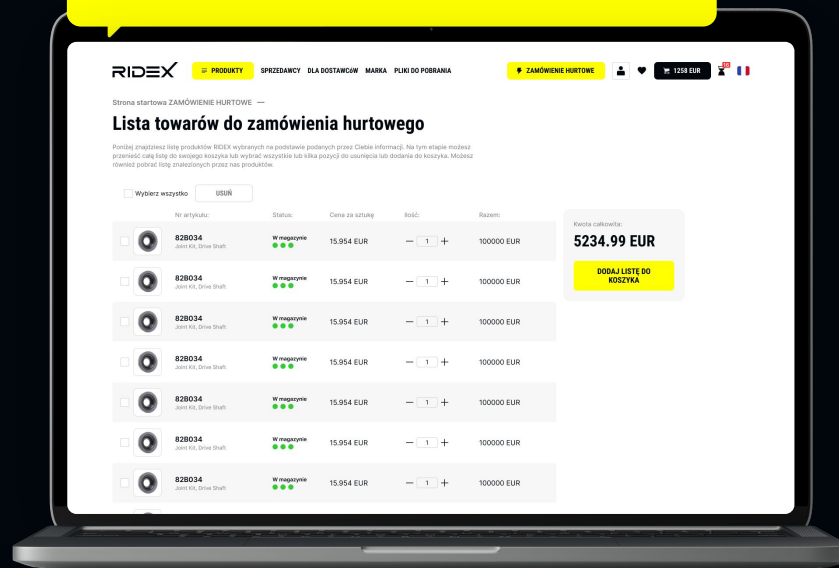 RIDEX
PRODUKTY SPRZEDAWCY DLA DOSTAWCóW MARKA PLIKI DO POBRANIA
ZAMÓWIENIE HURTOWE 1258 EUR
Strona startowa ZAMÓWIENIE HURTOWE —
Lista towarów do zamówienia hurtowego
Poniżej znajdziesz listę produktów RIDEX wybranych na podstawie podanych przez Ciebie informacji. Na tym etapie możesz
przenieść całą listę do swojego koszyka lub wybrać wszystkie lub kilka pozycji do usunięcia lub dodania do koszyka. Możesz
również pobrać listę znalezionych przez nas produktów.
Wybierz wszystko USUŃ
Nr artykułu: Status: Cena za sztukę Ilość: Razem:
82B034
Joint Kit, Drive Shaft
W magazynie
15.954 EUR — 1 + 100000 EUR
82B034
Joint Kit, Drive Shaft
W magazynie
15.954 EUR — 1 + 100000 EUR
82B034
Joint Kit, Drive Shaft
W magazynie
15.954 EUR — 1 + 100000 EUR
82B034
Joint Kit, Drive Shaft
W magazynie
15.954 EUR — 1 + 100000 EUR
82B034
Joint Kit, Drive Shaft
W magazynie
15.954 EUR — 1 + 100000 EUR
82B034
Joint Kit, Drive Shaft
W magazynie
15.954 EUR — 1 + 100000 EUR
82B034
Joint Kit, Drive Shaft
W magazynie
15.954 EUR — 1 + 100000 EUR
Kwota całkowita:
5234.99 EUR
DODAJ LISTĘ DO
KOSZYKA